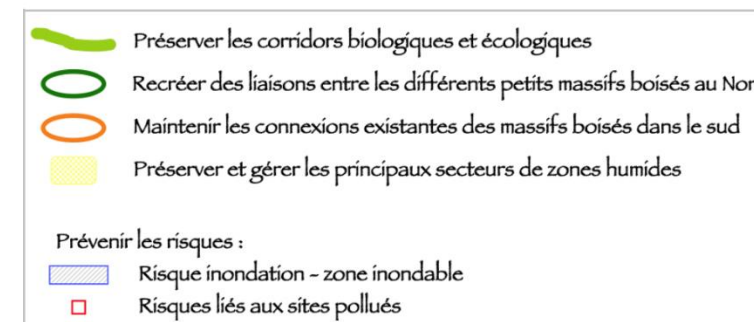 Préserver les corridors biologiques et écologiques
Recréer des liaisons entre les différents petits massifs boisés au Nor
Maintenir les connexions existantes des massifs boisés dans le sud
Préserver et gérer les principaux secteurs de zones humides
Prévenir les risques :
Risque inondation - zone inondable
Risques liés aux sites pollués